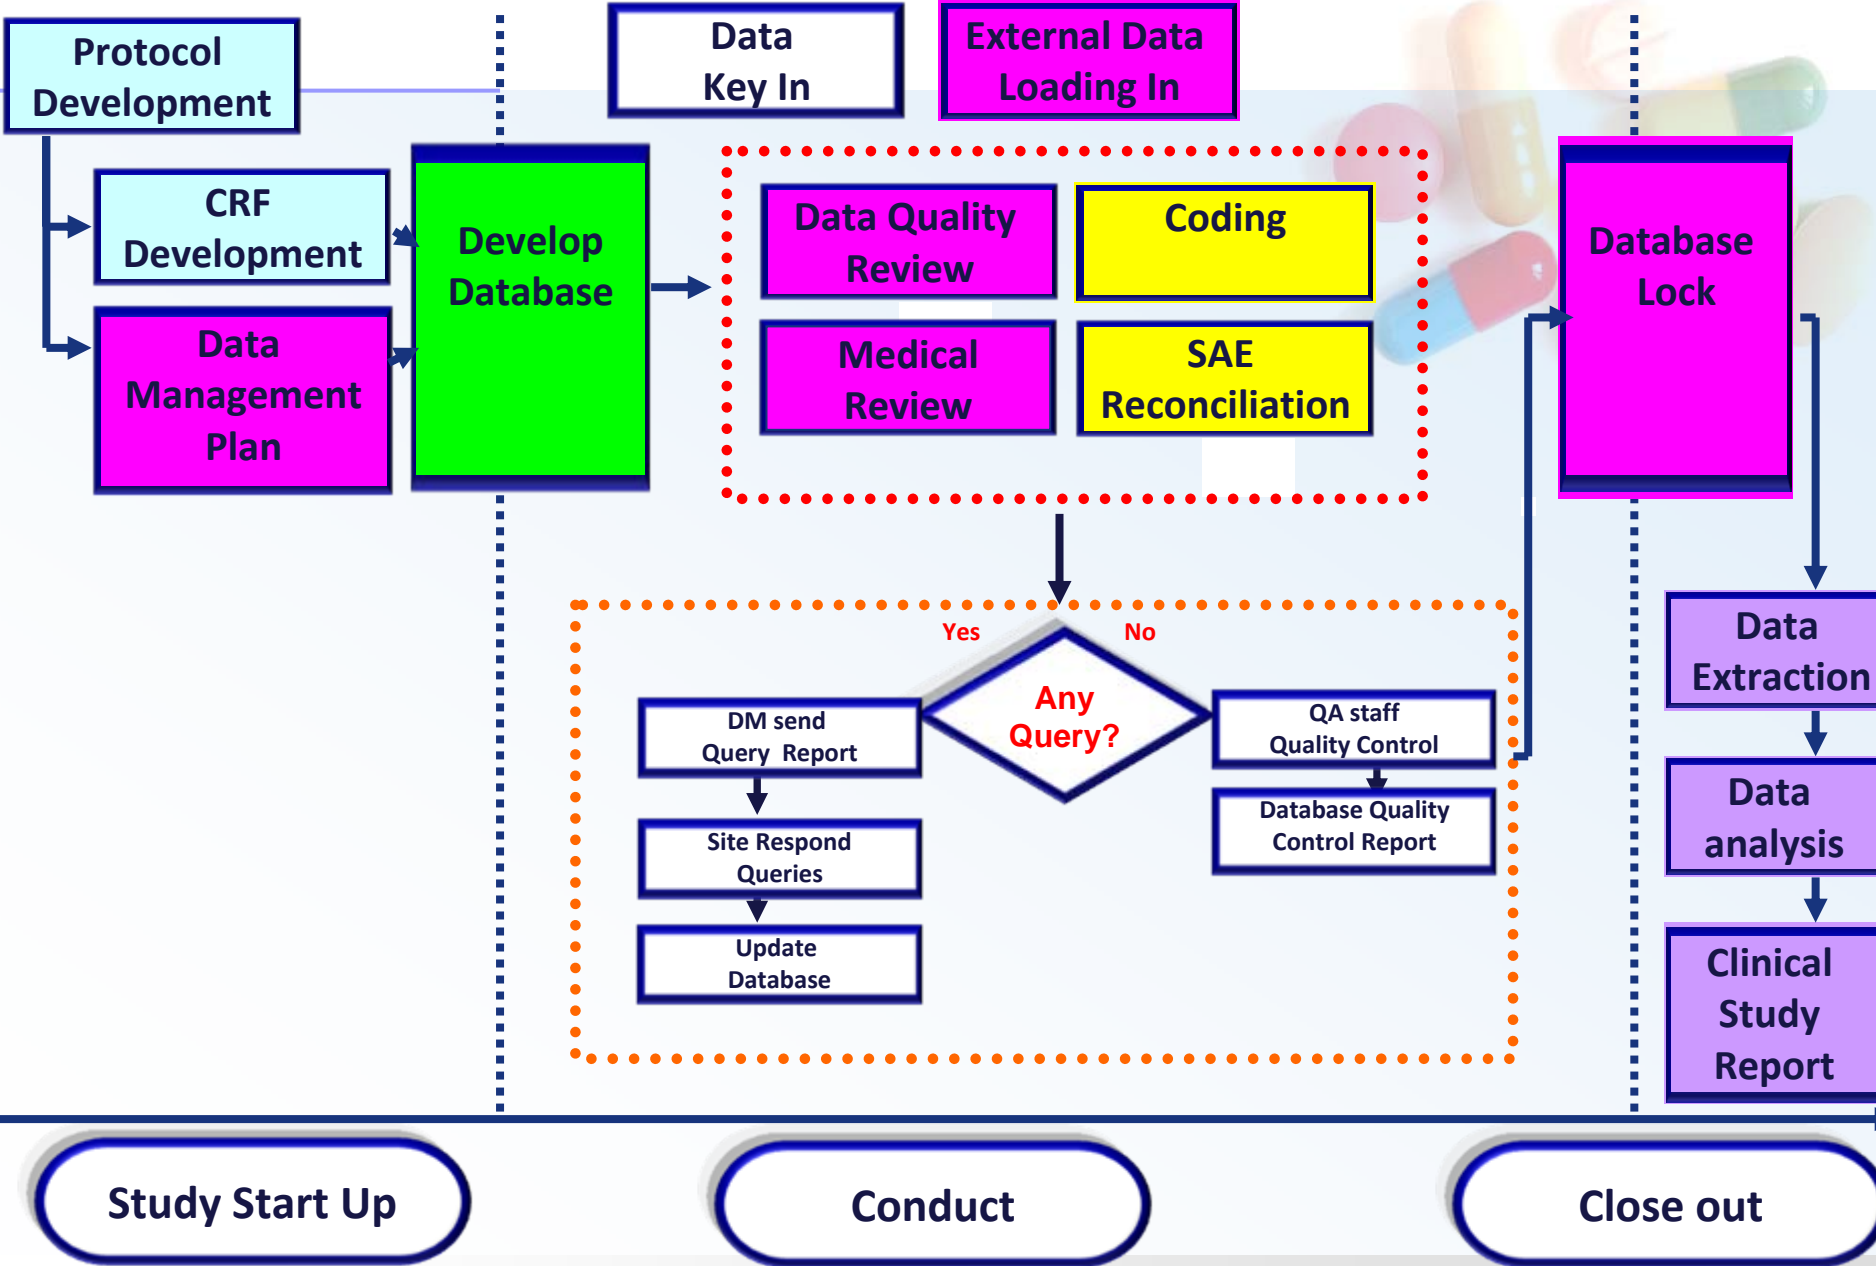 Protocol
Development
Data
Key In
External Data
Loading In
CRF
Development
Data
Management
Plan
Develop
Database
Data Quality
Review
Coding
Medical
Review
SAE
Reconciliation
Database
Lock
Yes
No
Any
Query?
DM send
Query Report
Site Respond
Queries
Update
Database
QA staff
Quality Control
Database Quality
Control Report
Data
Extraction
Data
analysis
Clinical
Study
Report
Study Start Up
Conduct
Close out